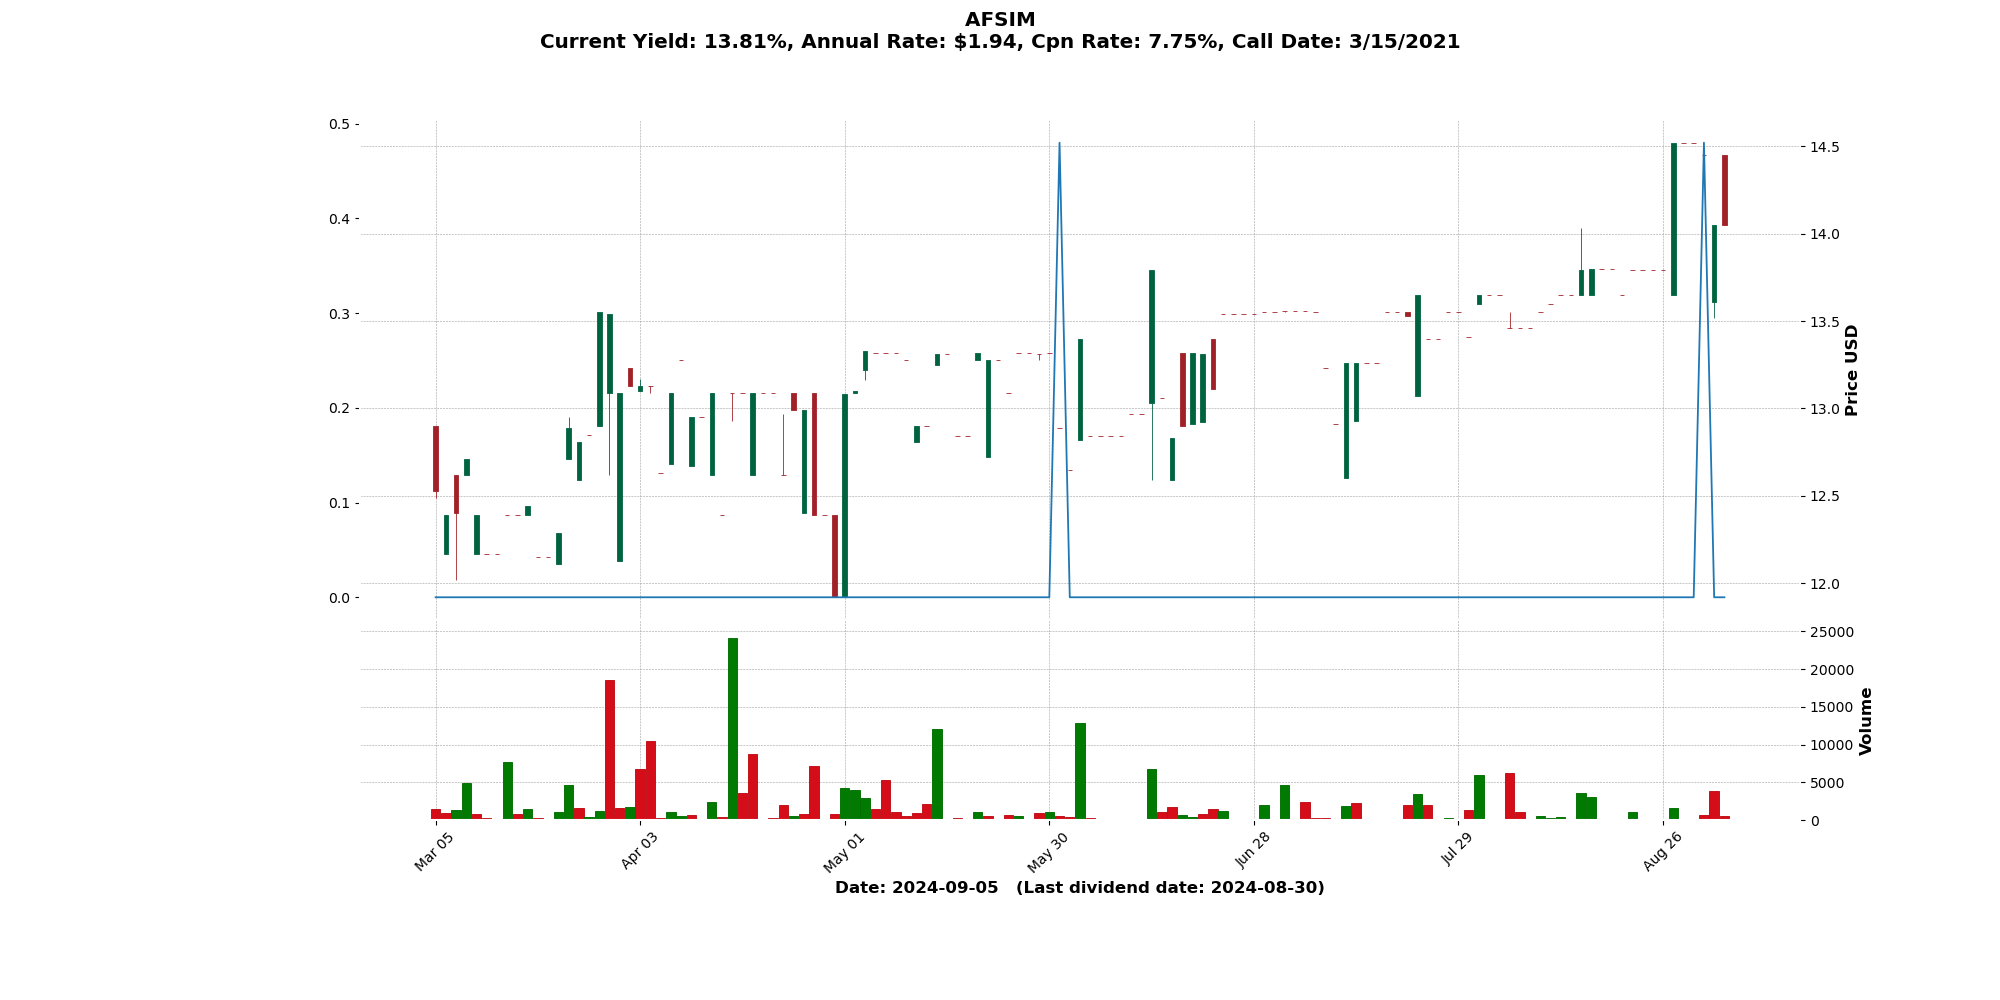 AFSIM
Current Yield: 13.81%, Annual Rate: $1.94, Cpn Rate: 7.75%, Call Date: 3/15/2021
0.5
0.4
0.3
0.2
0.1
0.0
14.5
14.0
13.5
13.0
12.5
12.0
Price USD
25000
20000
15000
10000
5000
0
Volume
Mar 05
Apr 03
May 01
May 30
Jun 28
Jul 29
Aug 26
Date: 2024-09-05 (Last dividend date: 2024-08-30)